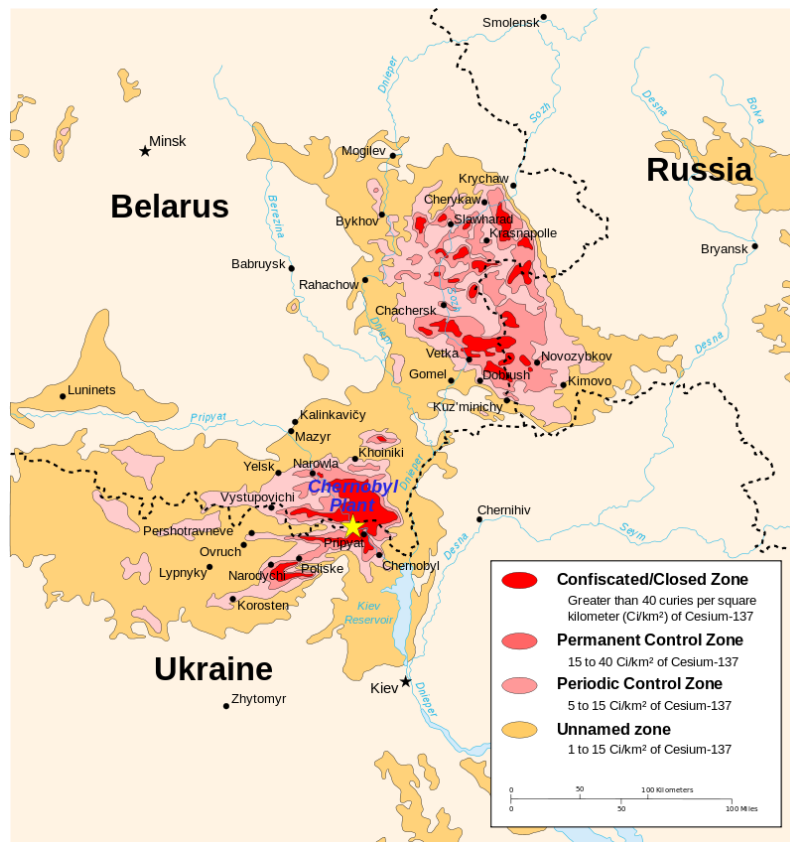 Smolensk
Dnieper
Sozh
Desna
Bolva
Minsk
Mogilev
Russia
Krychaw
Cherykaw
Belarus
Berezina
Bykhov
Slawharad
Krasnapolle
Bryansk
Babruysk
Rahachow
Sozh
Chachersk
Dniepr
Desna
Vetka
Novozybkov
Gomel
Dobrush
Kimovo
Luninets
Kuz'minichy
Pripyat
Kalinkavičy
Mazyr
Khoiniki
Yelsk
Narowla
Dnieper
Chernobyl
Plant
Vystupovichi
Chernihiv
Pershotravneve
Pripyat
Desna
Seym
Ovruch
Chernobyl
Lypnyky
Narodychi
Poliske
Korosten
Kiev
Reservoir
Ukraine
Kiev
Zhytomyr
Dnieper
Confiscated/Closed Zone
Greater than 40 curies per square
kilometer (Ci/km²) of Cesium-137
Permanent Control Zone
15 to 40 Ci/km² of Cesium-137
Periodic Control Zone
5 to 15 Ci/km² of Cesium-137
Unnamed zone
1 to 15 Ci/km² of Cesium-137
0 50 100 Kilometers
0 50 100 Miles